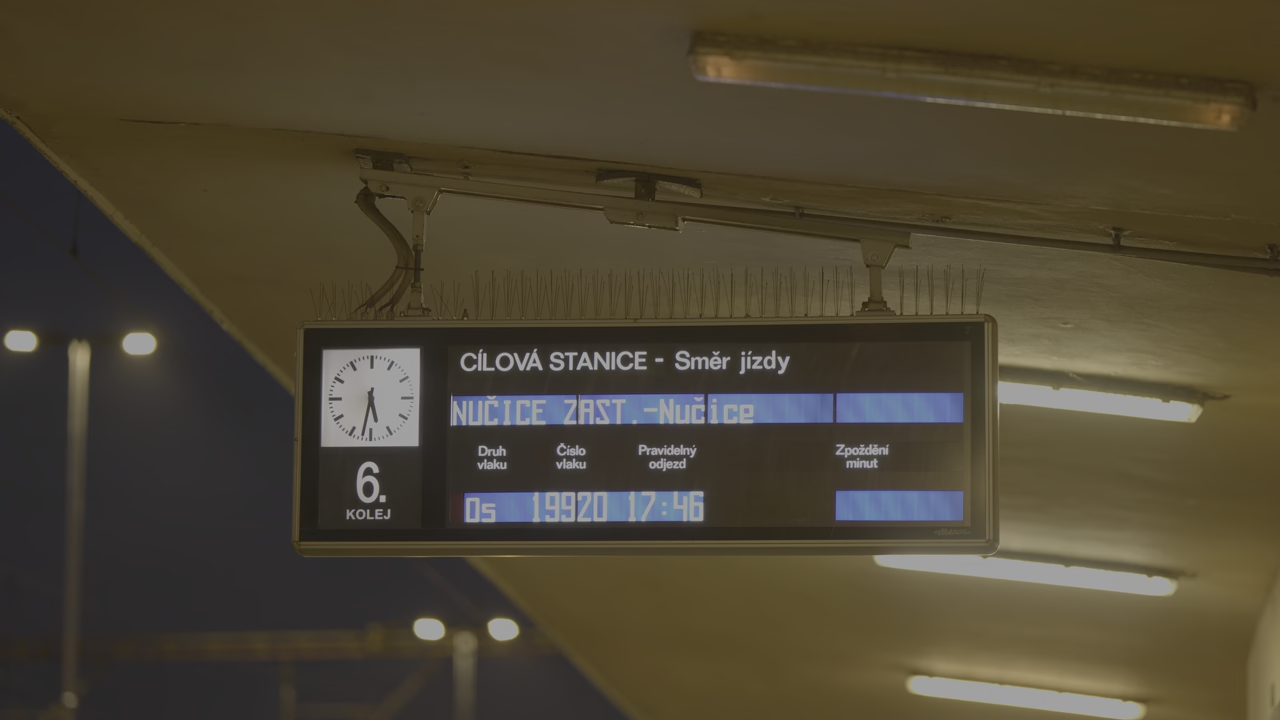 CÍLOVÁ STANICE - Směr jízdy
NUČICE ZAST.-Nučice
Druh vlaku
Číslo vlaku
Pravidelný odjezd
Zpoždění minut
Os 19920 17:46
6.
KOLEJ